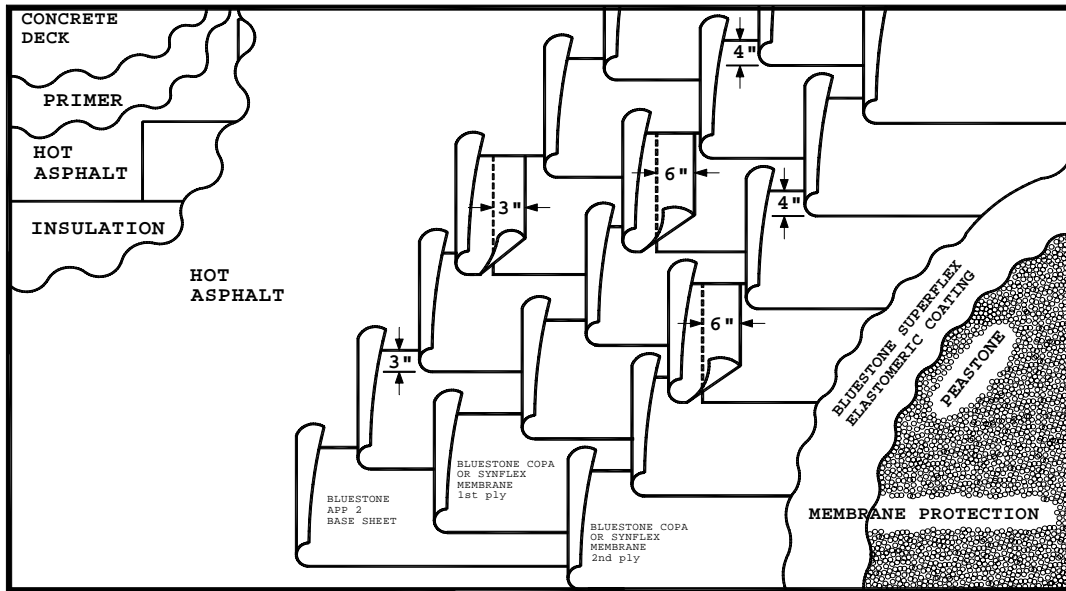 CONCRETE
DECK
PRIMER
HOT
ASPHALT
INSULATION
HOT
ASPHALT
4"
6"
3"
4"
6"
3"
BLUESTONE
APP 2
BASE SHEET
BLUESTONE COPA
OR SYNFLEX
MEMBRANE
1st ply
BLUESTONE COPA
OR SYNFLEX
MEMBRANE
2nd ply
BLUESTONE SUPERFLEX
ELASTOMERIC COATING
PEASTONE
MEMBRANE PROTECTION